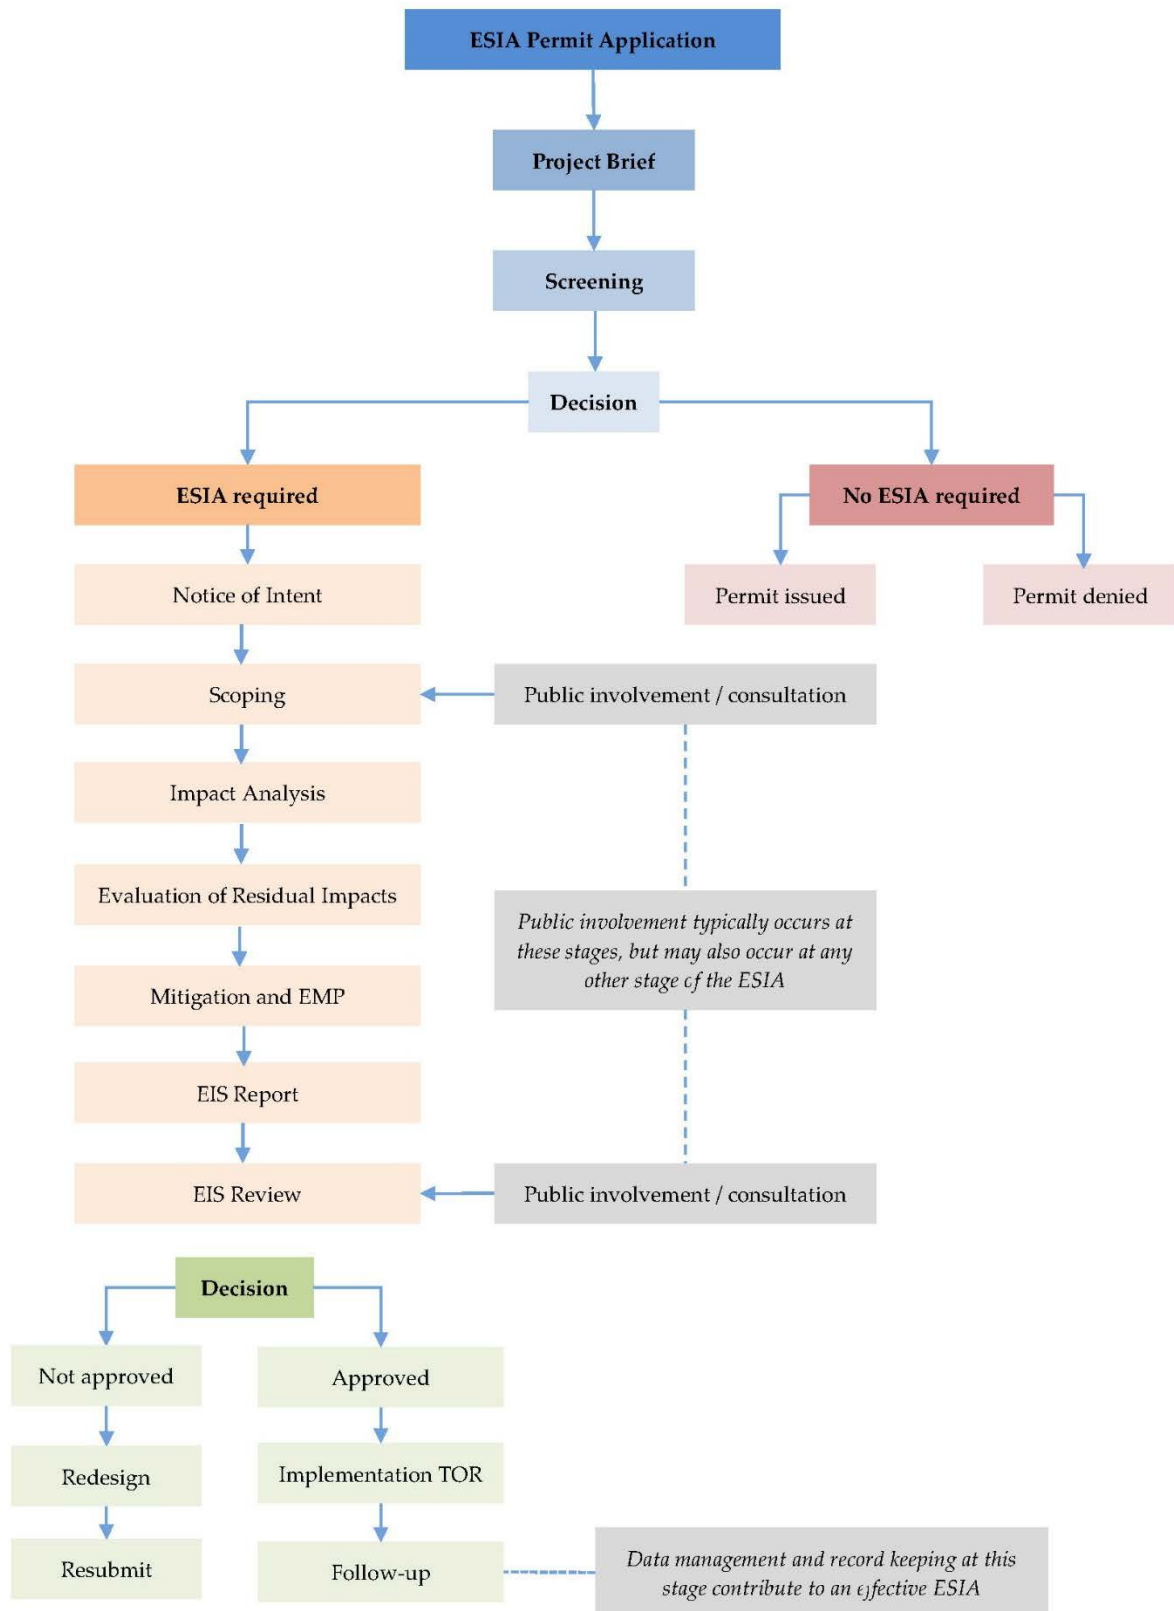 ESIA Permit Application
Project Brief
Screening
Decision
ESIA required
No ESIA required
Notice of Intent
Permit issued
Permit denied
Scoping
Public involvement / consultation
Impact Analysis
Evaluation of Residual Impacts
Public involvement typically occurs at
these stages, but may also occur at any
other stage of the ESIA
Mitigation and EMP
EIS Report
EIS Review
Public involvement / consultation
Decision
Not approved
Approved
Redesign
Implementation TOR
Resubmit
Follow-up
Data management and record keeping at this
stage contribute to an effective ESIA